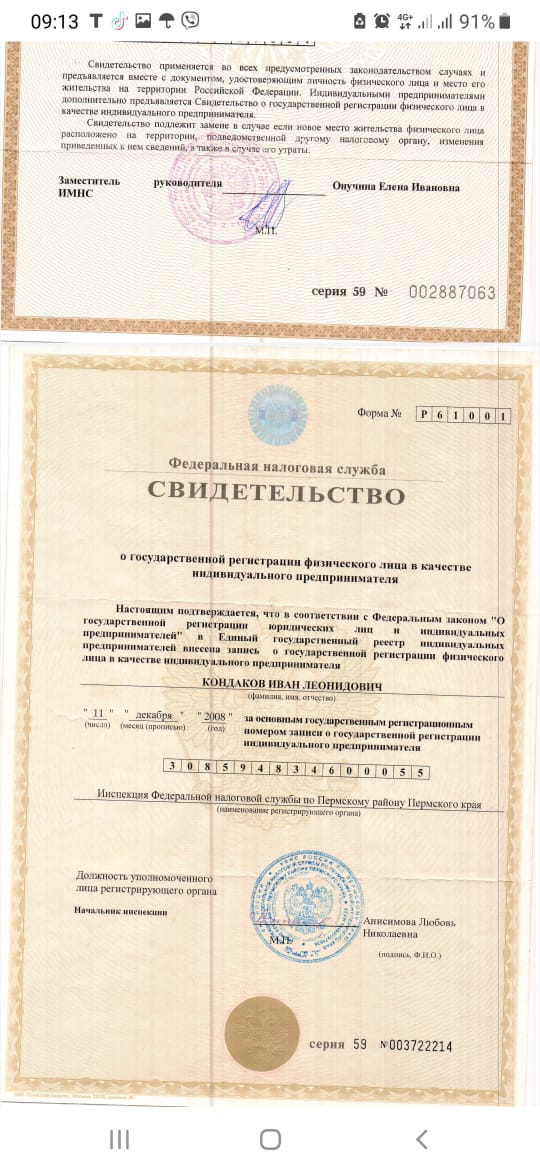 09:13
4G+
91%
Свидетельство применяется во всех предусмотренных законодательством случаях и
предъявляется вместе с документом, удостоверяющим личность физического лица и место его
жительства на территории Российской Федерации. Индивидуальными предпринимателями
дополнительно предъявляется Свидетельство о государственной регистрации физического лица в
качестве индивидуального предпринимателя.
Свидетельство подлежит замене в случае если новое место жительства физического лица
расположено на территории, подведомственной другому налоговому органу, изменения
приведенных в нем сведений, а также в случае его утраты.
Заместитель руководителя Онучина Елена Ивановна
ИМНС
М.П.
серия 59 № 002887063
Форма № Р 6 1 0 0 1
Федеральная налоговая служба
СВИДЕТЕЛЬСТВО
о государственной регистрации физического лица в качестве
индивидуального предпринимателя
Настоящим подтверждается, что в соответствии с Федеральным законом "О
государственной регистрации юридических лиц и индивидуальных
предпринимателей" в Единый государственный реестр индивидуальных
предпринимателей внесена запись о государственной регистрации физического
лица в качестве индивидуального предпринимателя
КОНДАКОВ ИВАН ЛЕОНИДОВИЧ
(фамилия, имя, отчество)
" 11 " " декабря " " 2008 " за основным государственным регистрационным
(число) (месяц (прописью) (год)
номером записи о государственной регистрации
индивидуального предпринимателя
3 0 8 5 9 4 8 3 4 6 0 0 0 5 5
Инспекция Федеральной налоговой службы по Пермскому району Пермского края
(наименование регистрирующего органа)
Должность уполномоченного
лица регистрирующего органа
Начальник инспекции
Анисимова Любовь
Николаевна
М.П.
(подпись, Ф.И.О.)
серия 59 №003722214